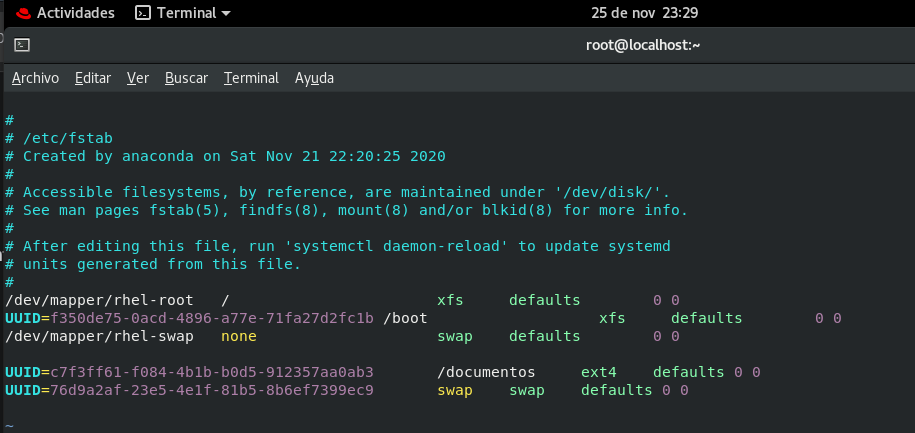 Actividades Terminal 25 de nov 23:29
root@localhost:~
Archivo Editar Ver Buscar Terminal Ayuda
#
# /etc/fstab
# Created by anaconda on Sat Nov 21 22:20:25 2020
#
# Accessible filesystems, by reference, are maintained under '/dev/disk/'.
# See man pages fstab(5), findfs(8), mount(8) and/or blkid(8) for more info.
#
# After editing this file, run 'systemctl daemon-reload' to update systemd
# units generated from this file.
#
/dev/mapper/rhel-root / xfs defaults 0 0
UUID=f350de75-0acd-4896-a77e-71fa27d2fc1b /boot xfs defaults 0 0
/dev/mapper/rhel-swap none swap defaults 0 0
UUID=c7f3ff61-f084-4b1b-b0d5-912357aa0ab3 /documentos ext4 defaults 0 0
UUID=76d9a2af-23e5-4e1f-81b5-8b6ef7399ec9 swap swap defaults 0 0
~